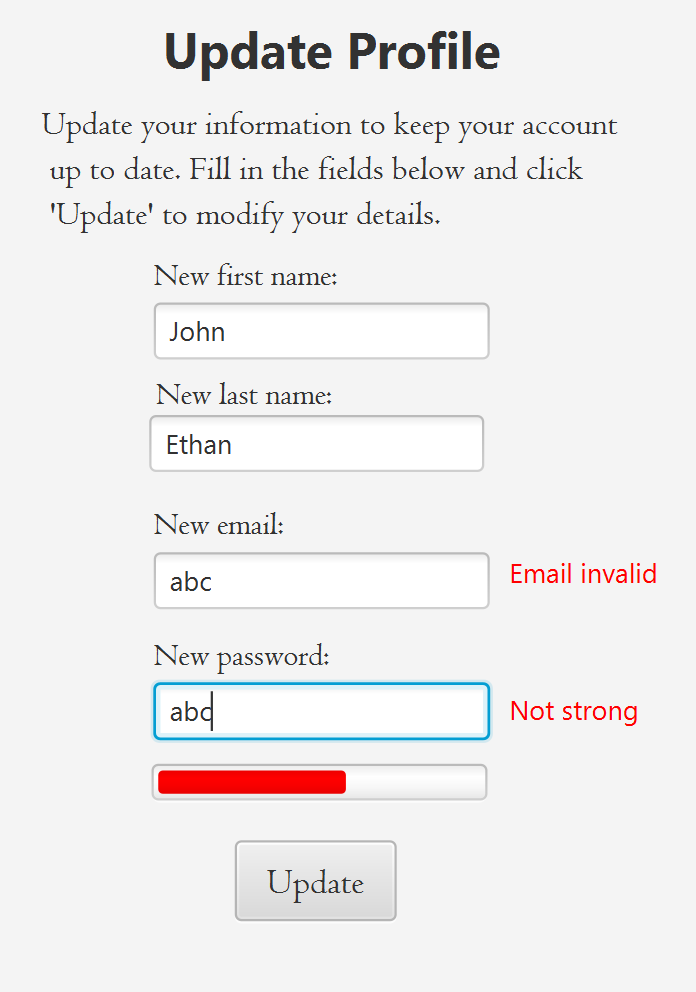 Update Profile
Update your information to keep your account
up to date. Fill in the fields below and click
'Update' to modify your details.
New first name:
John
New last name:
Ethan
New email:
abc
Email invalid
New password:
abc
Not strong
Update